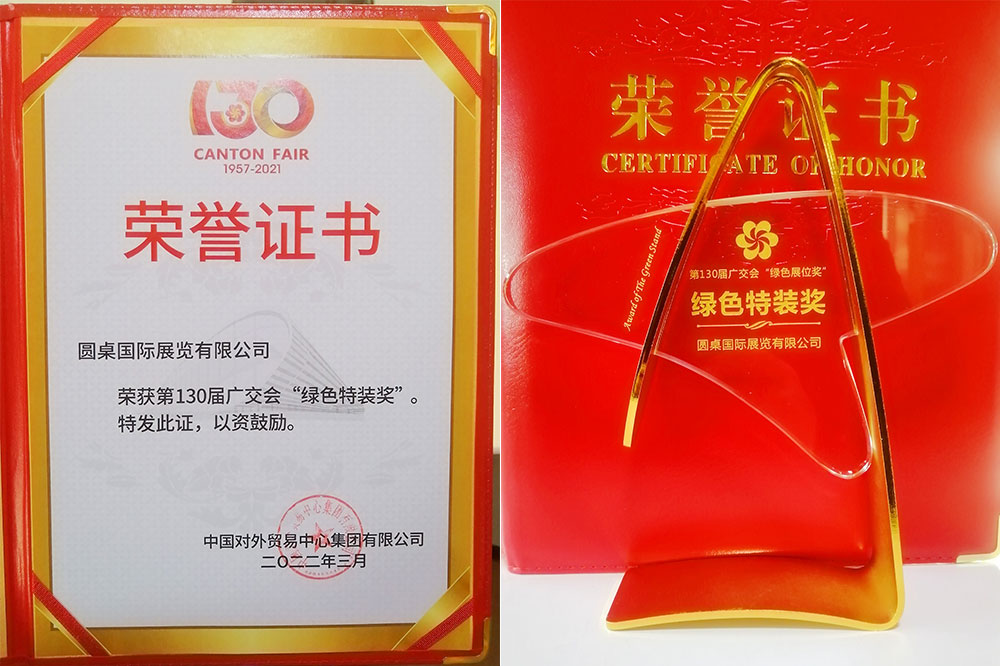 130
CANTON FAIR
1957-2021
荣誉证书
圆桌国际展览有限公司
荣获第130届广交会“绿色特装奖”。
特发此证，以资鼓励。
中国对外贸易中心集团有限公司
二〇二二年三月
荣誉证书
CERTIFICATE OF HONOR
Award of The Green Stand
第130届广交会“绿色展位奖”
绿色特装奖
圆桌国际展览有限公司